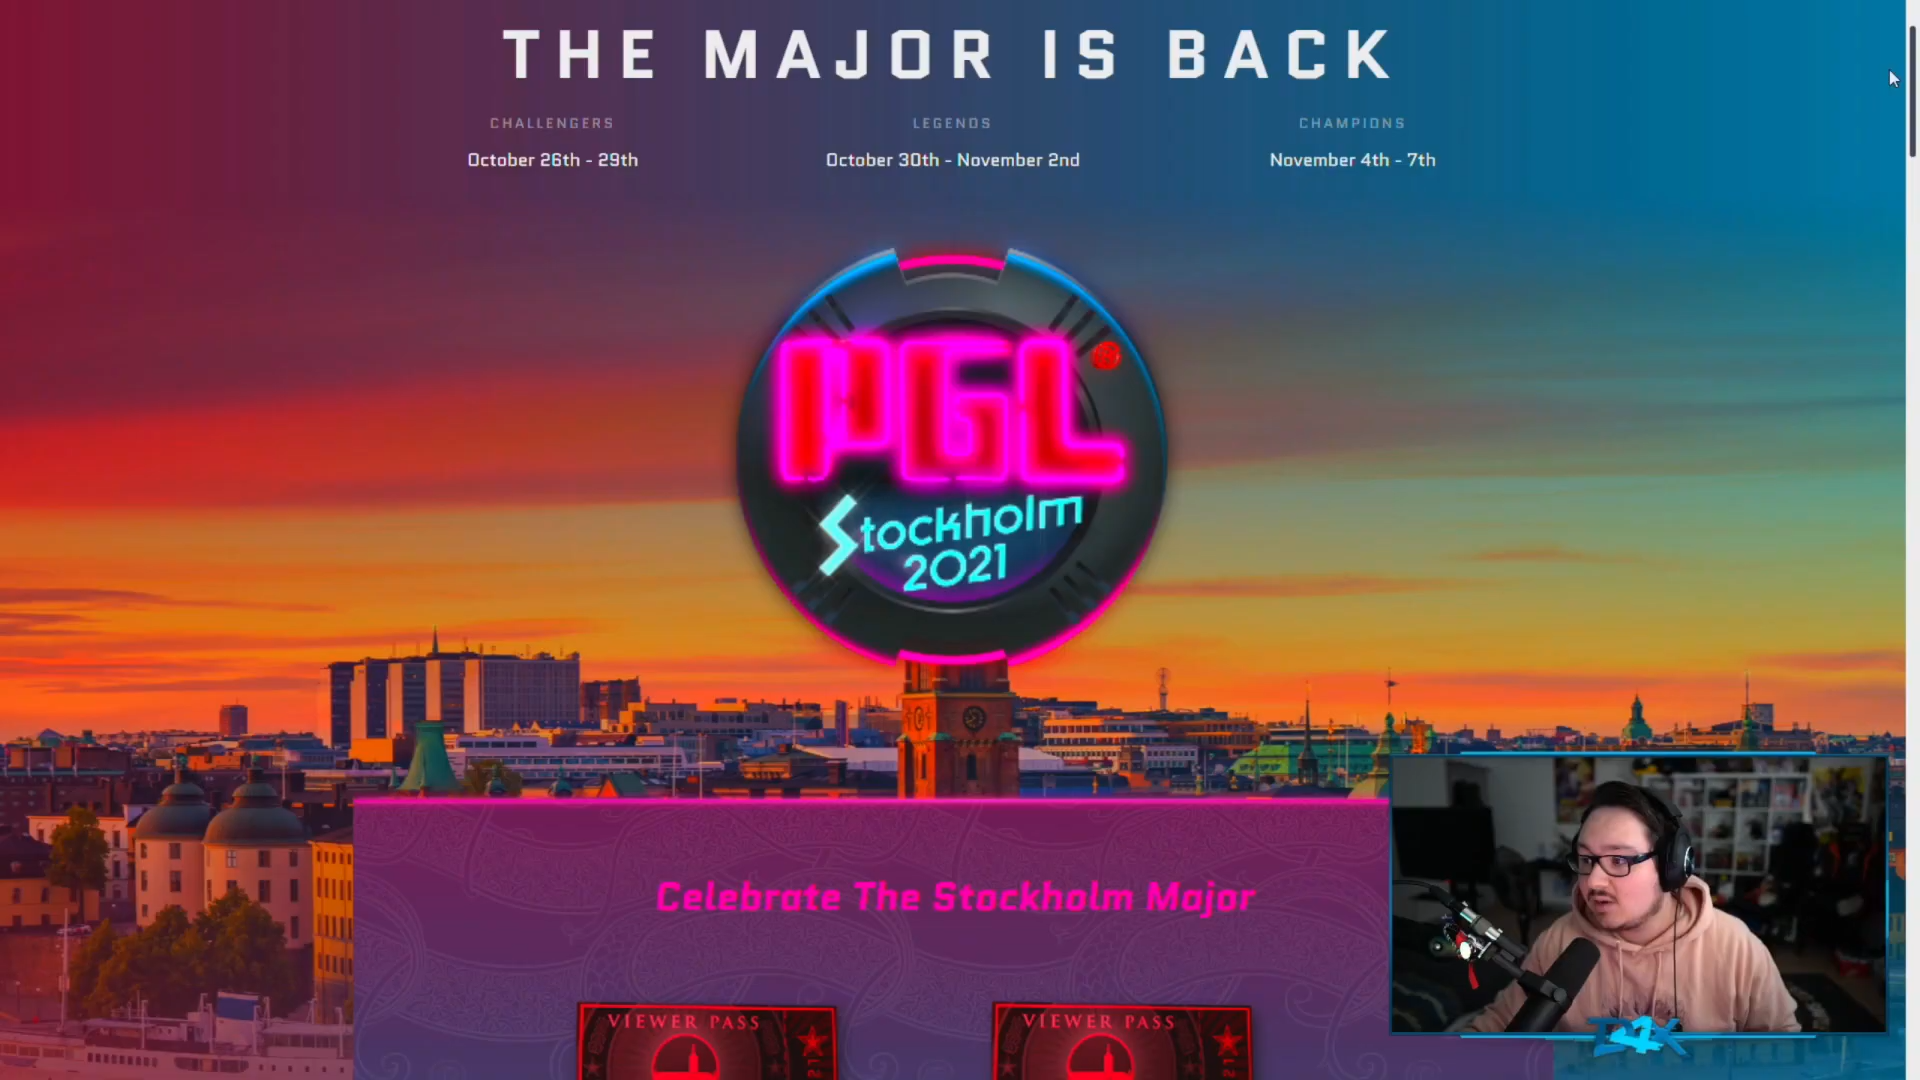 THE MAJOR IS BACK
CHALLENGERS
October 26th - 29th
LEGENDS
October 30th - November 2nd
CHAMPIONS
November 4th - 7th
PGL
Stockholm
2021
Celebrate The Stockholm Major
VIEWER PASS
VIEWER PASS
D4X